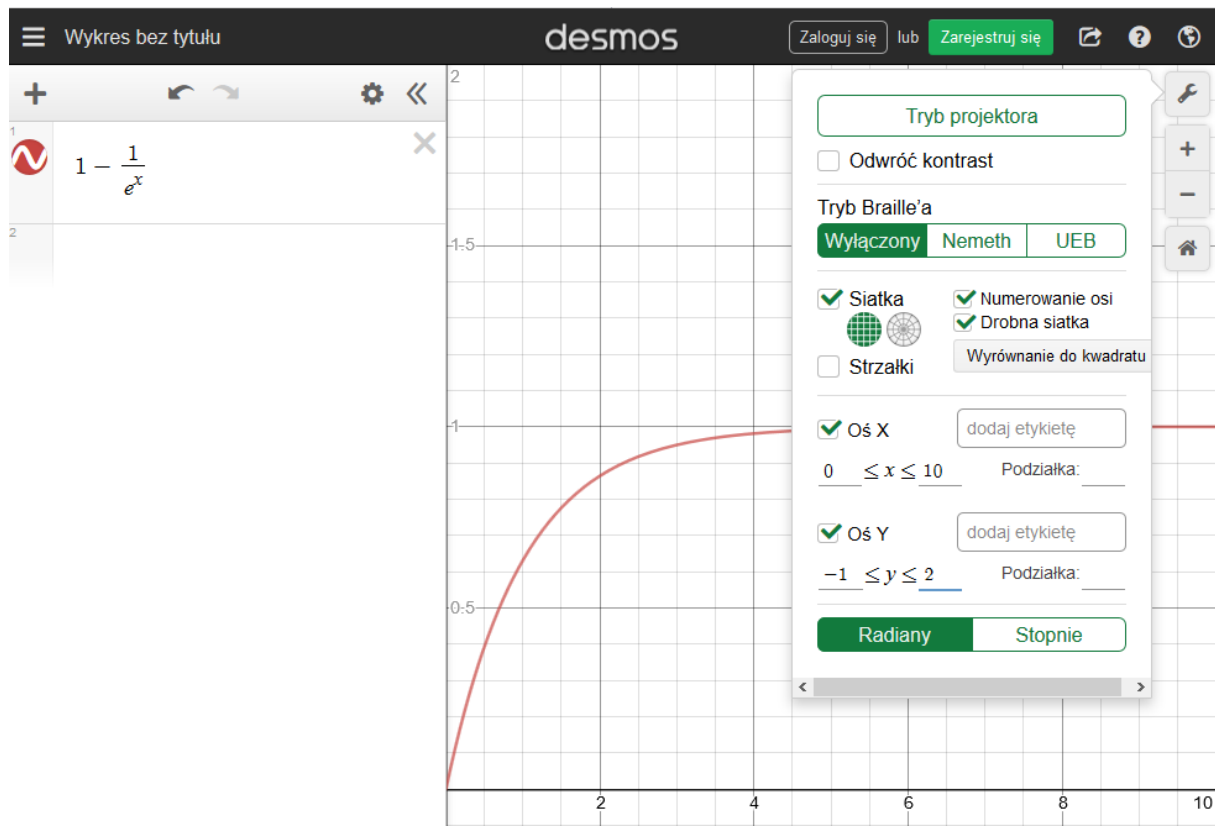 Wykres bez tytułu
desmos
Zaloguj się lub Zarejestruj się
1
1 − 1/e^x
2
Tryb projektora
Odwróć kontrast
Tryb Braille’a
Wyłączony Nemeth UEB
Siatka
Numerowanie osi
Drobna siatka
Strzałki
Wyrównanie do kwadratu
Oś X dodaj etykietę
0 ≤ x ≤ 10 Podziałka:
Oś Y dodaj etykietę
−1 ≤ y ≤ 2 Podziałka:
Radiany Stopnie
2
1.5
1
0.5
2 4 6 8 10